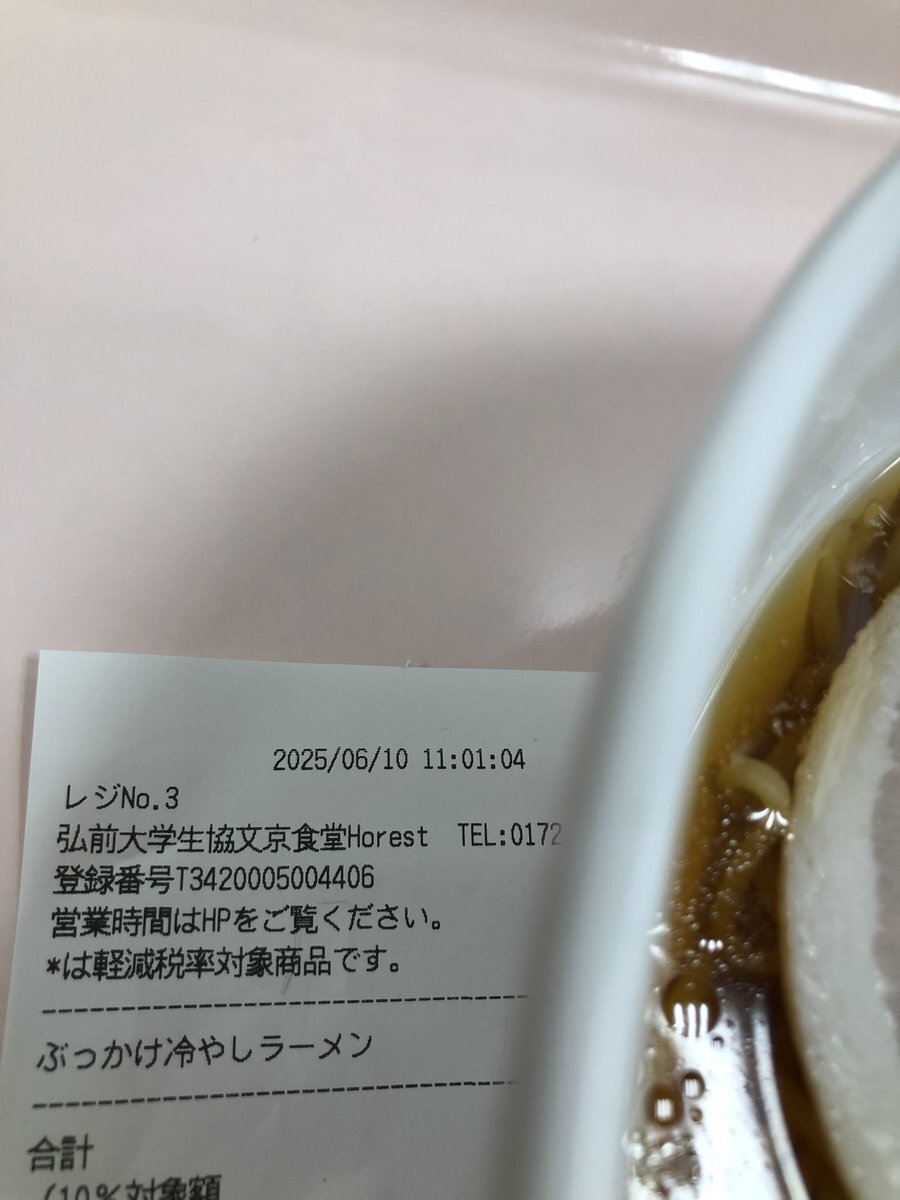 2025/06/10 11:01:04
レジNo.3
弘前大学生協文京食堂Horest TEL:0172
登録番号T3420005004406
営業時間はHPをご覧ください。
*は軽減税率対象商品です。
ぶっかけ冷やしラーメン
合計
(10%対象額